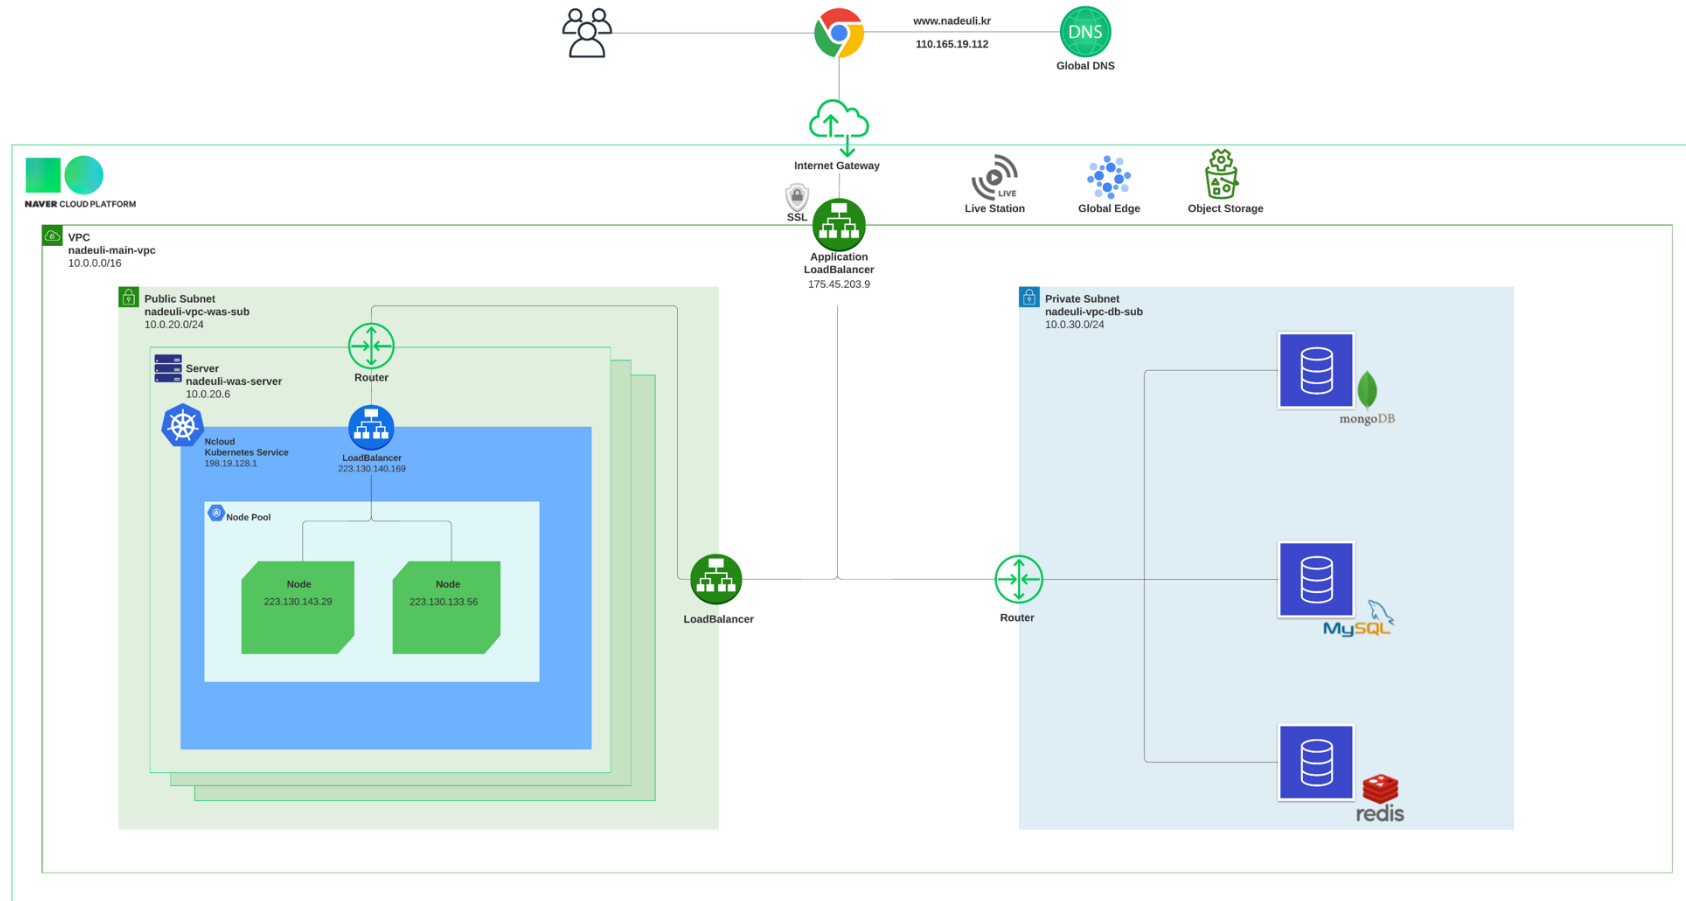 www.nadeuli.kr
110.165.19.112
DNS
Global DNS
Internet Gateway
NAVER CLOUD PLATFORM
SSL
LIVE
Live Station
Global Edge
Object Storage
VPC
nadeuli-main-vpc
10.0.0.0/16
Application
LoadBalancer
175.45.203.9
Public Subnet
nadeuli-vpc-was-sub
10.0.20.0/24
Router
Server
nadeuli-was-server
10.0.20.6
Ncloud
Kubernetes Service
198.19.128.1
LoadBalancer
223.130.140.169
Node Pool
Node
223.130.143.29
Node
223.130.133.56
LoadBalancer
Router
Private Subnet
nadeuli-vpc-db-sub
10.0.30.0/24
mongoDB
MySQL
redis